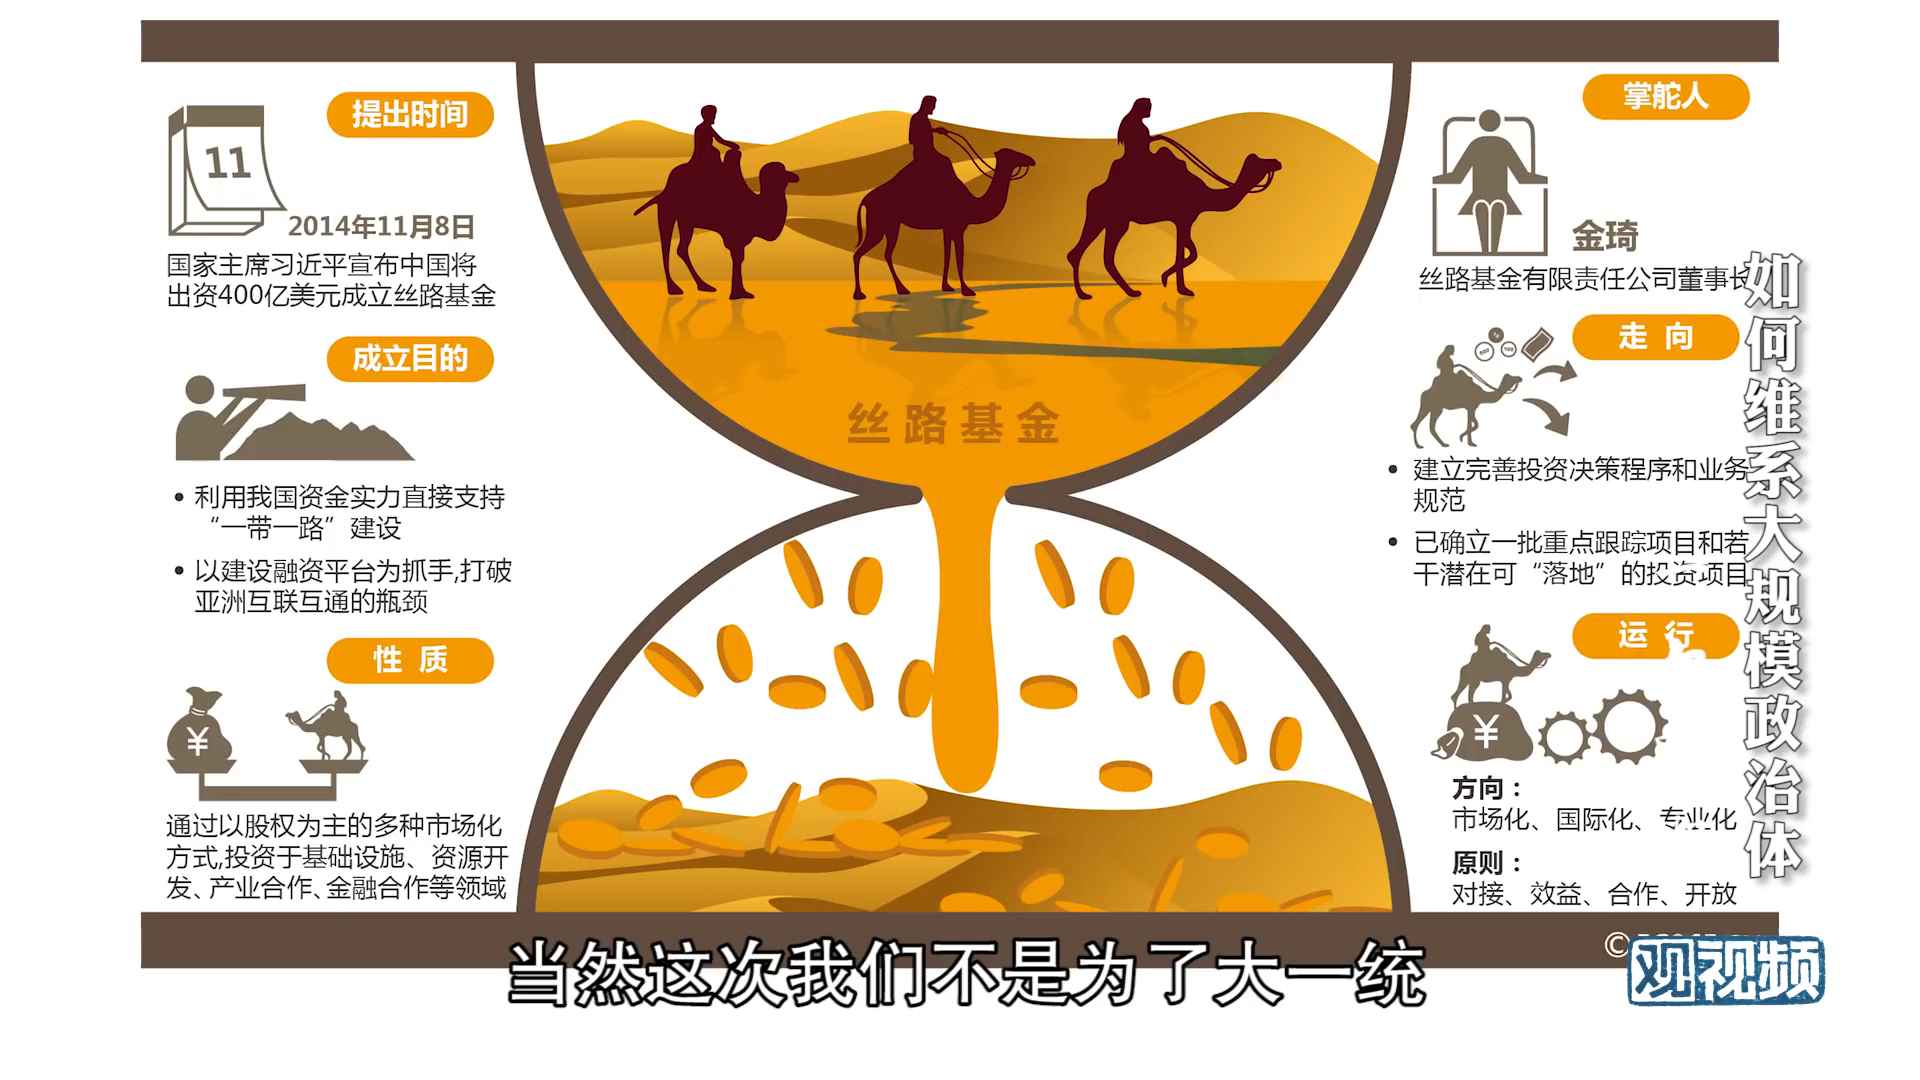 提出时间
11
2014年11月8日
国家主席习近平宣布中国将
出资400亿美元成立丝路基金
成立目的
• 利用我国资金实力直接支持
“一带一路”建设
• 以建设融资平台为抓手,打破
亚洲互联互通的瓶颈
性 质
¥
通过以股权为主的多种市场化
方式,投资于基础设施、资源开
发、产业合作、金融合作等领域
丝路基金
掌舵人
金琦
丝路基金有限责任公司董事长
走 向
500
100
• 建立完善投资决策程序和业务
规范
• 已确立一批重点跟踪项目和若
干潜在可“落地”的投资项目
运 行
¥
方向：
市场化、国际化、专业化
原则：
对接、效益、合作、开放
如何维系大规模政治体
当然这次我们不是为了大一统
©
观视频